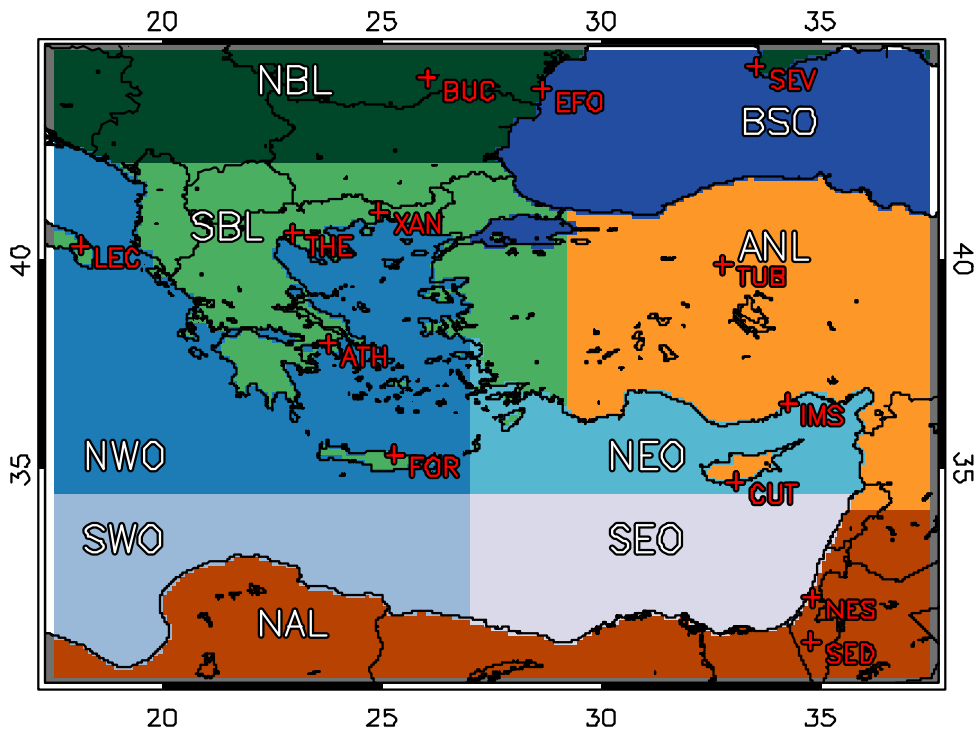 20 25 30 35
NBL
BUC
SEV
EFO
BSO
SBL
XAN
THE
ANL
LEC
40
TUB
40
ATH
IMS
NWO
FOR
NEO
35
CUT
35
SWO
SEO
NAL
NES
SED
20 25 30 35